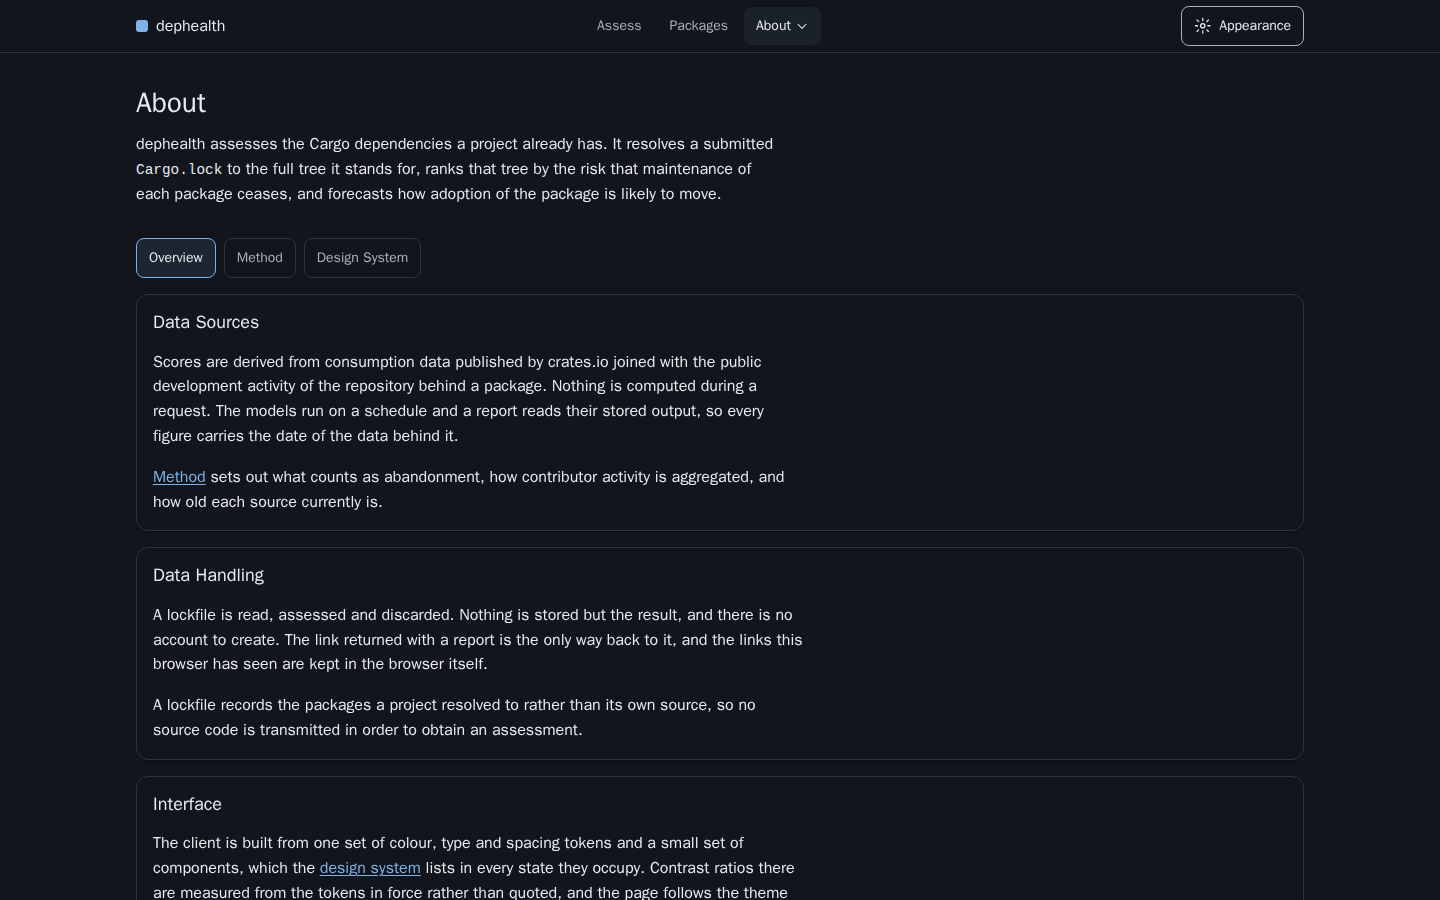 dephealth
Assess
Packages
About
Appearance
About
dephealth assesses the Cargo dependencies a project already has. It resolves a submitted
Cargo.lock to the full tree it stands for, ranks that tree by the risk that maintenance of
each package ceases, and forecasts how adoption of the package is likely to move.
Overview
Method
Design System
Data Sources
Scores are derived from consumption data published by crates.io joined with the public
development activity of the repository behind a package. Nothing is computed during a
request. The models run on a schedule and a report reads their stored output, so every
figure carries the date of the data behind it.
Method sets out what counts as abandonment, how contributor activity is aggregated, and
how old each source currently is.
Data Handling
A lockfile is read, assessed and discarded. Nothing is stored but the result, and there is no
account to create. The link returned with a report is the only way back to it, and the links this
browser has seen are kept in the browser itself.
A lockfile records the packages a project resolved to rather than its own source, so no
source code is transmitted in order to obtain an assessment.
Interface
The client is built from one set of colour, type and spacing tokens and a small set of
components, which the design system lists in every state they occupy. Contrast ratios there
are measured from the tokens in force rather than quoted, and the page follows the theme